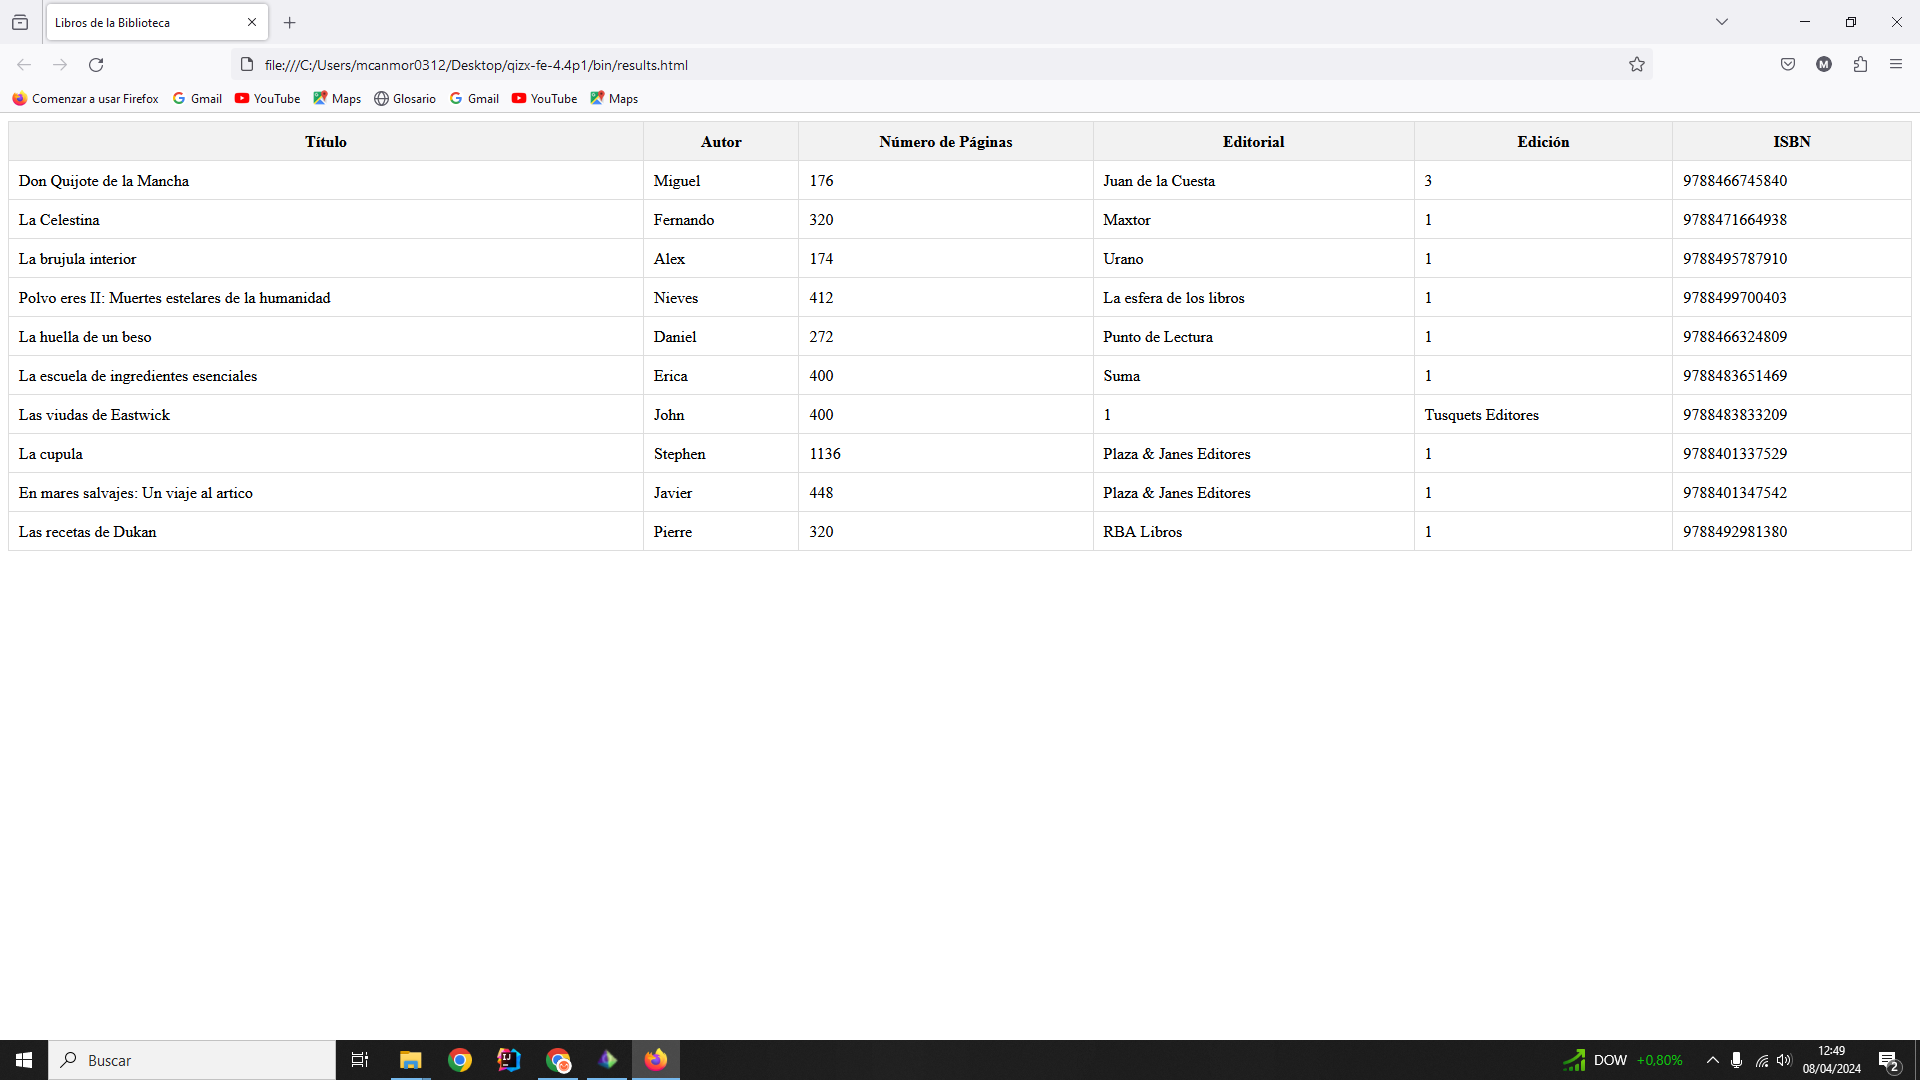 Libros de la Biblioteca
file:///C:/Users/mcanmor0312/Desktop/qizx-fe-4.4p1/bin/results.html
M
Comenzar a usar Firefox Gmail YouTube Maps Glosario Gmail YouTube Maps
Título Autor Número de Páginas Editorial Edición ISBN
Don Quijote de la Mancha Miguel 176 Juan de la Cuesta 3 9788466745840
La Celestina Fernando 320 Maxtor 1 9788471664938
La brujula interior Alex 174 Urano 1 9788495787910
Polvo eres II: Muertes estelares de la humanidad Nieves 412 La esfera de los libros 1 9788499700403
La huella de un beso Daniel 272 Punto de Lectura 1 9788466324809
La escuela de ingredientes esenciales Erica 400 Suma 1 9788483651469
Las viudas de Eastwick John 400 1 Tusquets Editores 9788483833209
La cupula Stephen 1136 Plaza & Janes Editores 1 9788401337529
En mares salvajes: Un viaje al artico Javier 448 Plaza & Janes Editores 1 9788401347542
Las recetas de Dukan Pierre 320 RBA Libros 1 9788492981380
Buscar
IJ
DOW +0,80%
12:49
08/04/2024
2